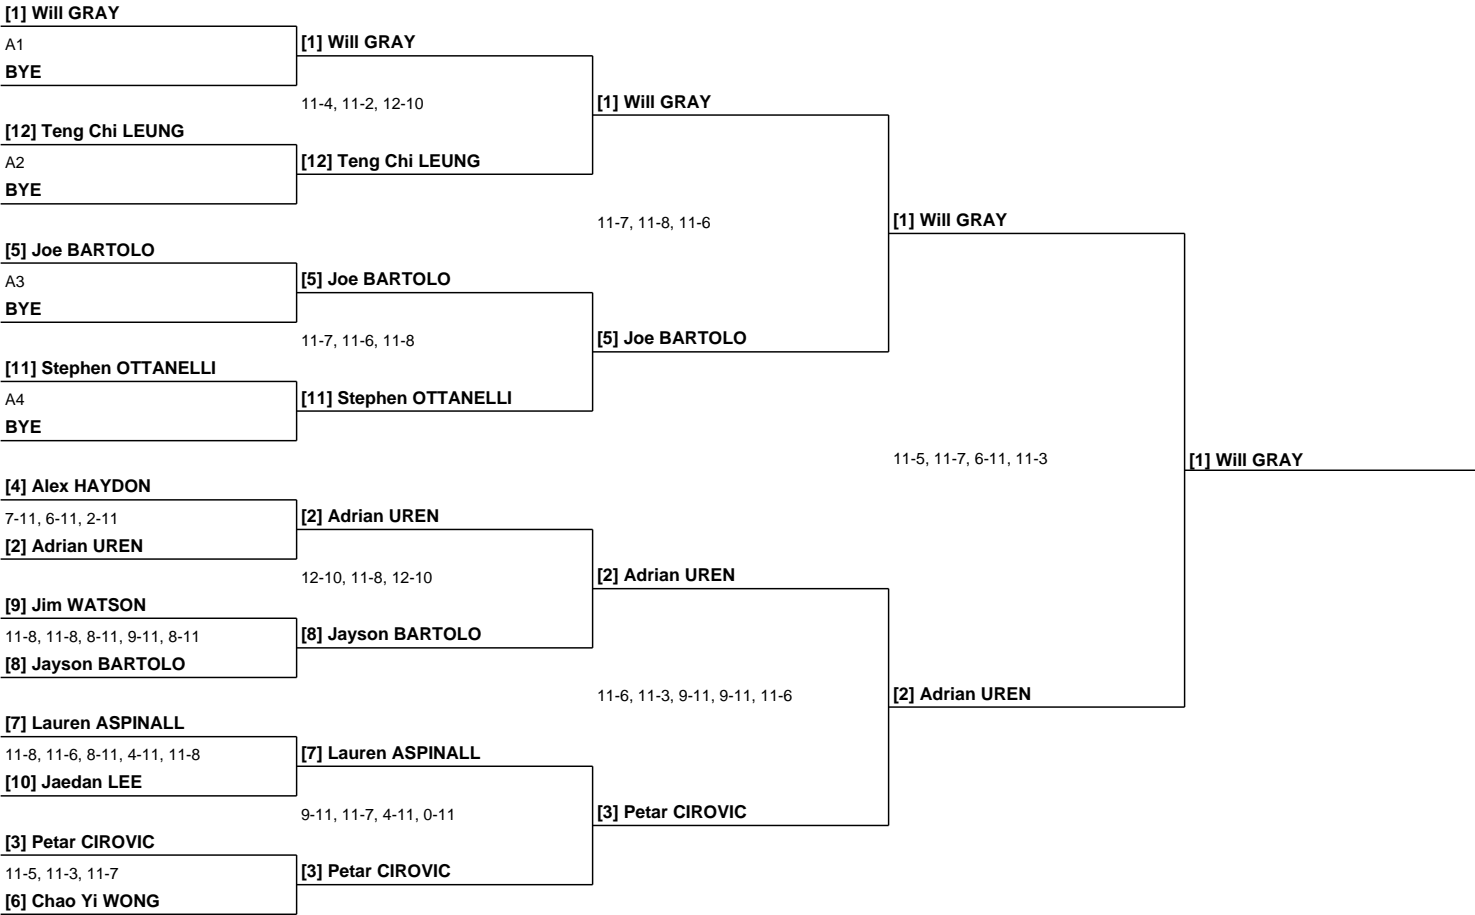 [1] Will GRAY
A1
BYE
[12] Teng Chi LEUNG
A2
BYE
[5] Joe BARTOLO
A3
BYE
[11] Stephen OTTANELLI
A4
BYE
[4] Alex HAYDON
7-11, 6-11, 2-11
[2] Adrian UREN
[9] Jim WATSON
11-8, 11-8, 8-11, 9-11, 8-11
[8] Jayson BARTOLO
[7] Lauren ASPINALL
11-8, 11-6, 8-11, 4-11, 11-8
[10] Jaedan LEE
[3] Petar CIROVIC
11-5, 11-3, 11-7
[6] Chao Yi WONG
[1] Will GRAY
11-4, 11-2, 12-10
[12] Teng Chi LEUNG
[5] Joe BARTOLO
11-7, 11-6, 11-8
[11] Stephen OTTANELLI
[2] Adrian UREN
12-10, 11-8, 12-10
[8] Jayson BARTOLO
[7] Lauren ASPINALL
9-11, 11-7, 4-11, 0-11
[3] Petar CIROVIC
[1] Will GRAY
11-7, 11-8, 11-6
[5] Joe BARTOLO
[2] Adrian UREN
11-6, 11-3, 9-11, 9-11, 11-6
[3] Petar CIROVIC
[1] Will GRAY
11-5, 11-7, 6-11, 11-3
[2] Adrian UREN
[1] Will GRAY